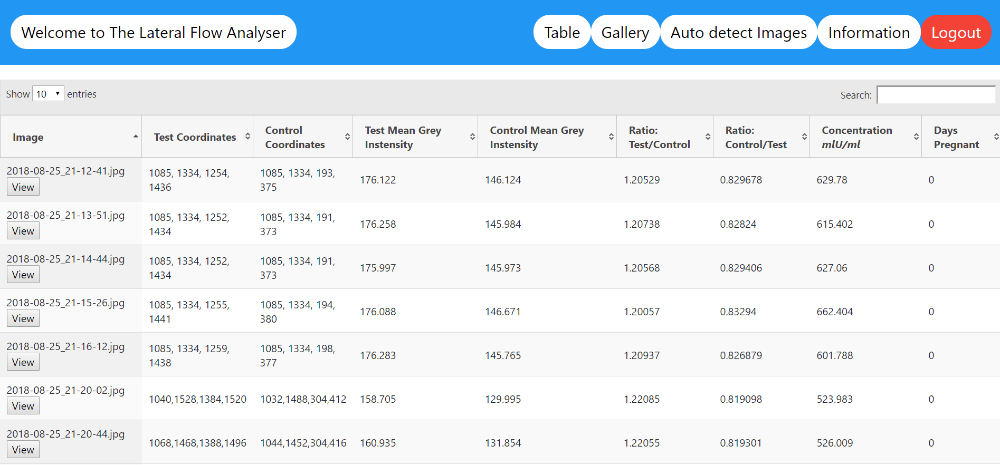 Welcome to The Lateral Flow Analyser
Table Gallery Auto detect Images Information Logout
Show 10 entries Search:
Image Test Coordinates Control Coordinates Test Mean Grey Instensity Control Mean Grey Instensity Ratio: Test/Control Ratio: Control/Test Concentration mlU/ml Days Pregnant
2018-08-25_21-12-41.jpg View 1085, 1334, 1254, 1436 1085, 1334, 193, 375 176.122 146.124 1.20529 0.829678 629.78 0
2018-08-25_21-13-51.jpg View 1085, 1334, 1252, 1434 1085, 1334, 191, 373 176.258 145.984 1.20738 0.82824 615.402 0
2018-08-25_21-14-44.jpg View 1085, 1334, 1252, 1434 1085, 1334, 191, 373 175.997 145.973 1.20568 0.829406 627.06 0
2018-08-25_21-15-26.jpg View 1085, 1334, 1255, 1441 1085, 1334, 194, 380 176.088 146.671 1.20057 0.83294 662.404 0
2018-08-25_21-16-12.jpg View 1085, 1334, 1259, 1438 1085, 1334, 198, 377 176.283 145.765 1.20937 0.826879 601.788 0
2018-08-25_21-20-02.jpg View 1040,1528,1384,1520 1032,1488,304,412 158.705 129.995 1.22085 0.819098 523.983 0
2018-08-25_21-20-44.jpg View 1068,1468,1388,1496 1044,1452,304,416 160.935 131.854 1.22055 0.819301 526.009 0